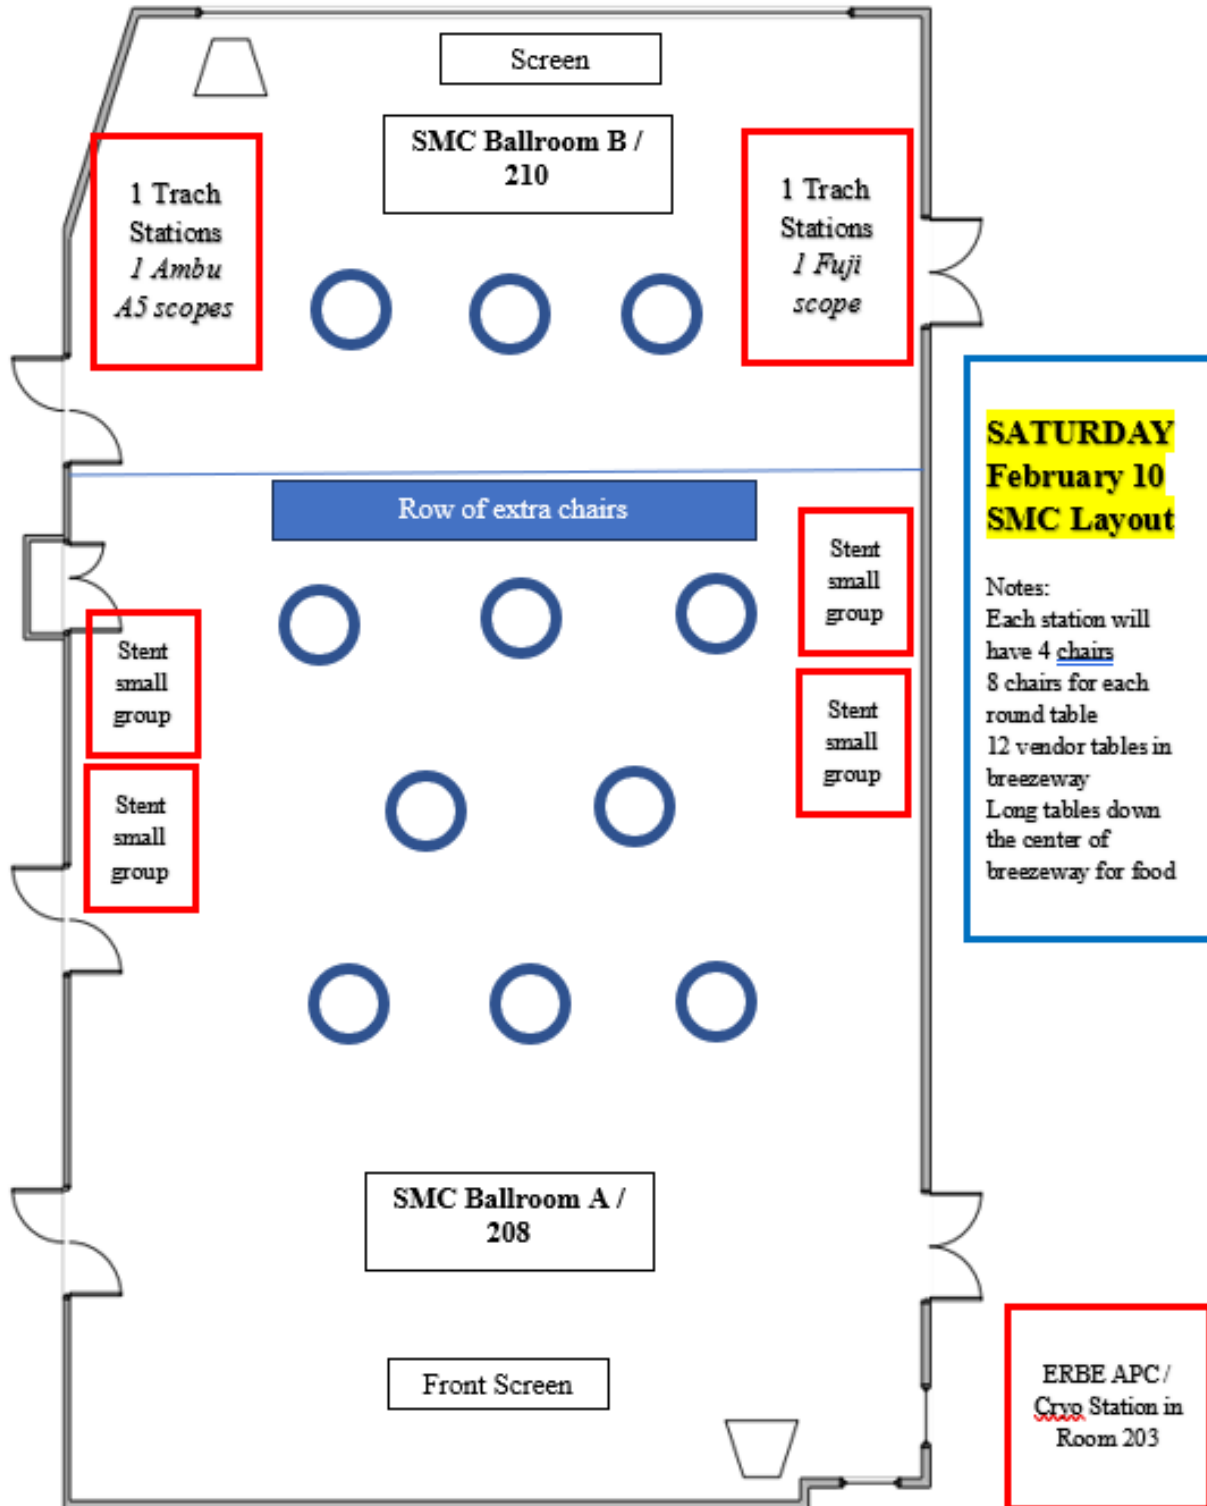 Screen
SMC Ballroom B /
210
1 Trach
Stations
1 Ambu
A5 scopes
1 Trach
Stations
1 Fuji
scope
SATURDAY
February 10
SMC Layout
Notes:
Each station will
have 4 chairs
8 chairs for each
round table
12 vendor tables in
breezeway
Long tables down
the center of
breezeway for food
Row of extra chairs
Stent
small
group
Stent
small
group
Stent
small
group
Stent
small
group
SMC Ballroom A /
208
Front Screen
ERBE APC /
Cryo Station in
Room 203